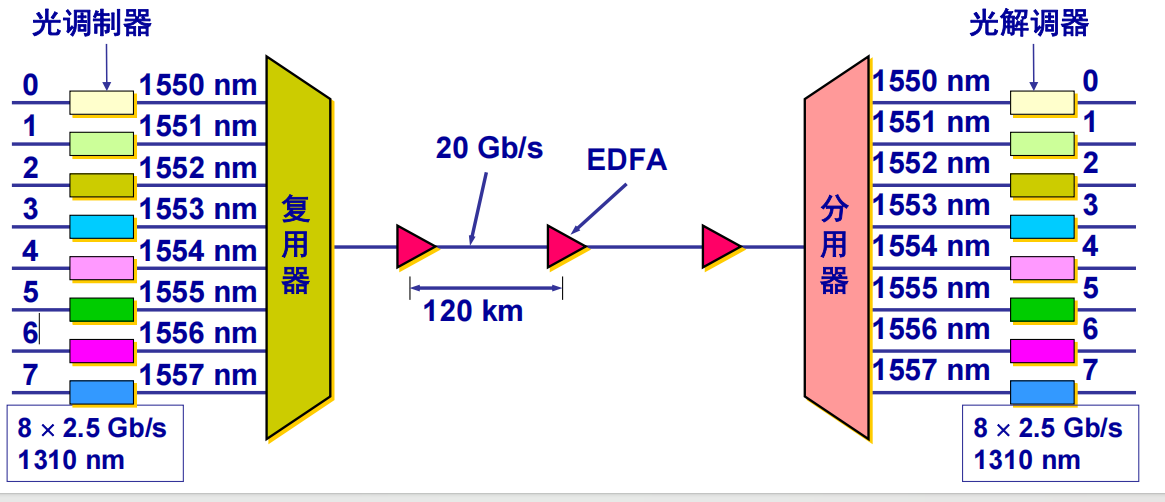 光调制器
光解调器
0 1550 nm
1 1551 nm
2 1552 nm
3 1553 nm
4 1554 nm
5 1555 nm
6 1556 nm
7 1557 nm
8 × 2.5 Gb/s
1310 nm
复用器
20 Gb/s
EDFA
120 km
分用器
1550 nm 0
1551 nm 1
1552 nm 2
1553 nm 3
1554 nm 4
1555 nm 5
1556 nm 6
1557 nm 7
8 × 2.5 Gb/s
1310 nm